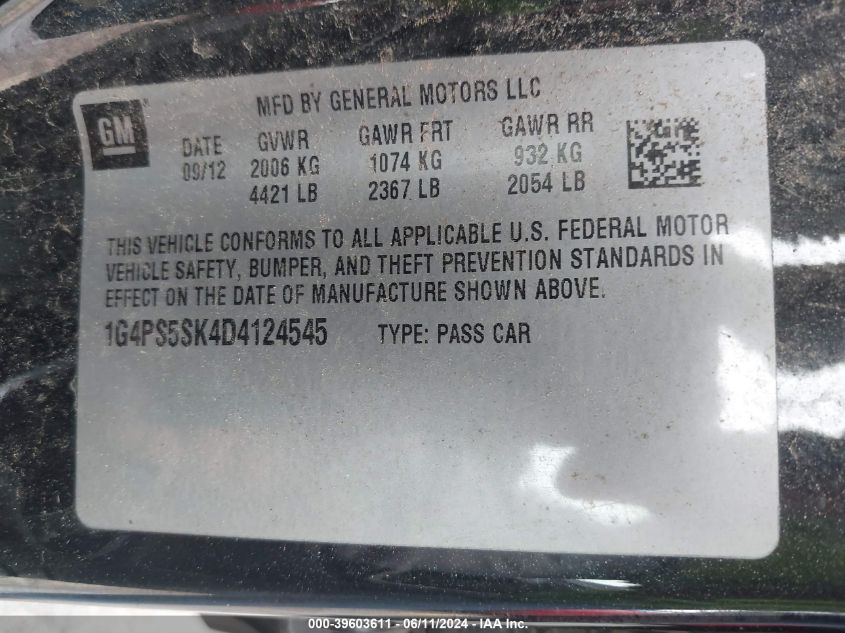 MFD BY GENERAL MOTORS LLC
GM
DATE GVWR GAWR FRT GAWR RR
09/12 2006 KG 1074 KG 932 KG
4421 LB 2367 LB 2054 LB
THIS VEHICLE CONFORMS TO ALL APPLICABLE U.S. FEDERAL MOTOR
VEHICLE SAFETY, BUMPER, AND THEFT PREVENTION STANDARDS IN
EFFECT ON THE DATE OF MANUFACTURE SHOWN ABOVE.
1G4PS5SK4D4124545 TYPE: PASS CAR
000-39603611 - 06/11/2024 - IAA Inc.